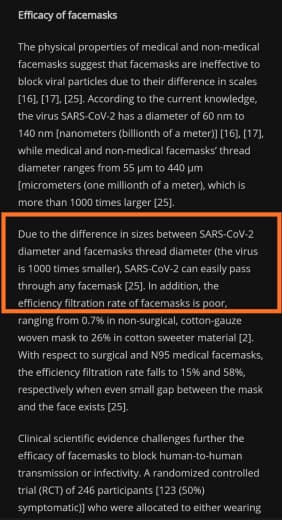 Efficacy of facemasks
The physical properties of medical and non-medical
facemasks suggest that facemasks are ineffective to
block viral particles due to their difference in scales
[16], [17], [25]. According to the current knowledge,
the virus SARS-CoV-2 has a diameter of 60 nm to
140 nm [nanometers (billionth of a meter)] [16], [17],
while medical and non-medical facemasks’ thread
diameter ranges from 55 µm to 440 µm
[micrometers (one millionth of a meter), which is
more than 1000 times larger [25].
Due to the difference in sizes between SARS-CoV-2
diameter and facemasks thread diameter (the virus
is 1000 times smaller), SARS-CoV-2 can easily pass
through any facemask [25]. In addition, the
efficiency filtration rate of facemasks is poor,
ranging from 0.7% in non-surgical, cotton-gauze
woven mask to 26% in cotton sweeter material [2].
With respect to surgical and N95 medical facemasks,
the efficiency filtration rate falls to 15% and 58%,
respectively when even small gap between the mask
and the face exists [25].
Clinical scientific evidence challenges further the
efficacy of facemasks to block human-to-human
transmission or infectivity. A randomized controlled
trial (RCT) of 246 participants [123 (50%)
symptomatic)] who were allocated to either wearing